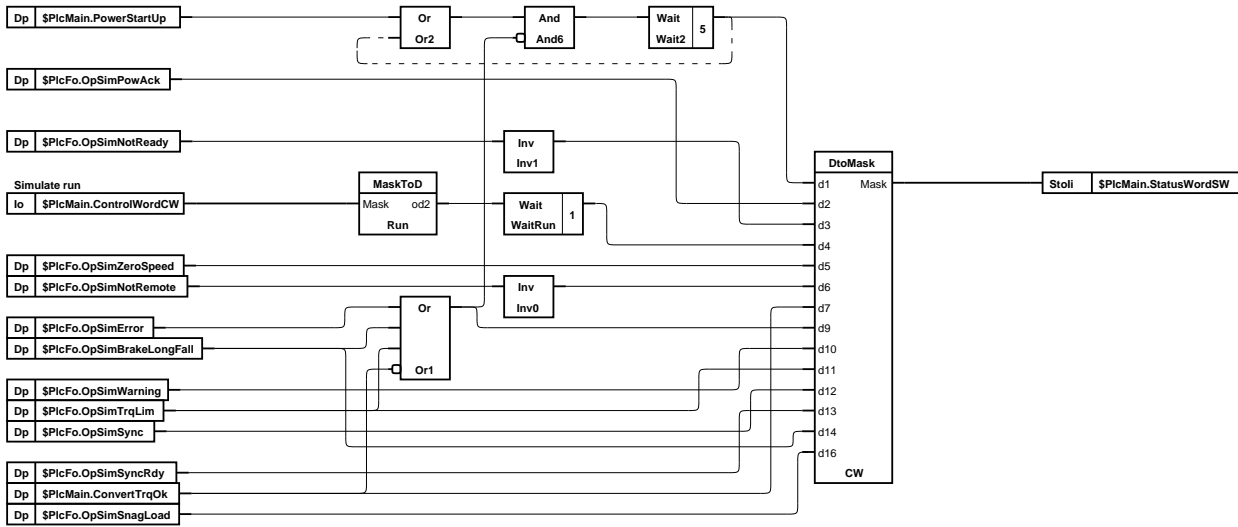 Dp $PlcMain.PowerStartUp
Or
Or2
And
And6
Wait
Wait2
5
Dp $PlcFo.OpSimPowAck
Dp $PlcFo.OpSimNotReady
Inv
Inv1
Simulate run
Io $PlcMain.ControlWordCW
MaskToD
Mask od2
Run
Wait
WaitRun
1
DtoMask
d1 Mask
d2
d3
d4
d5
d6
d7
d9
d10
d11
d12
d13
d14
d16
CW
Stoli $PlcMain.StatusWordSW
Dp $PlcFo.OpSimZeroSpeed
Dp $PlcFo.OpSimNotRemote
Inv
Inv0
Or
Or1
Dp $PlcFo.OpSimError
Dp $PlcFo.OpSimBrakeLongFall
Dp $PlcFo.OpSimWarning
Dp $PlcFo.OpSimTrqLim
Dp $PlcFo.OpSimSync
Dp $PlcFo.OpSimSyncRdy
Dp $PlcMain.ConvertTrqOk
Dp $PlcFo.OpSimSnagLoad